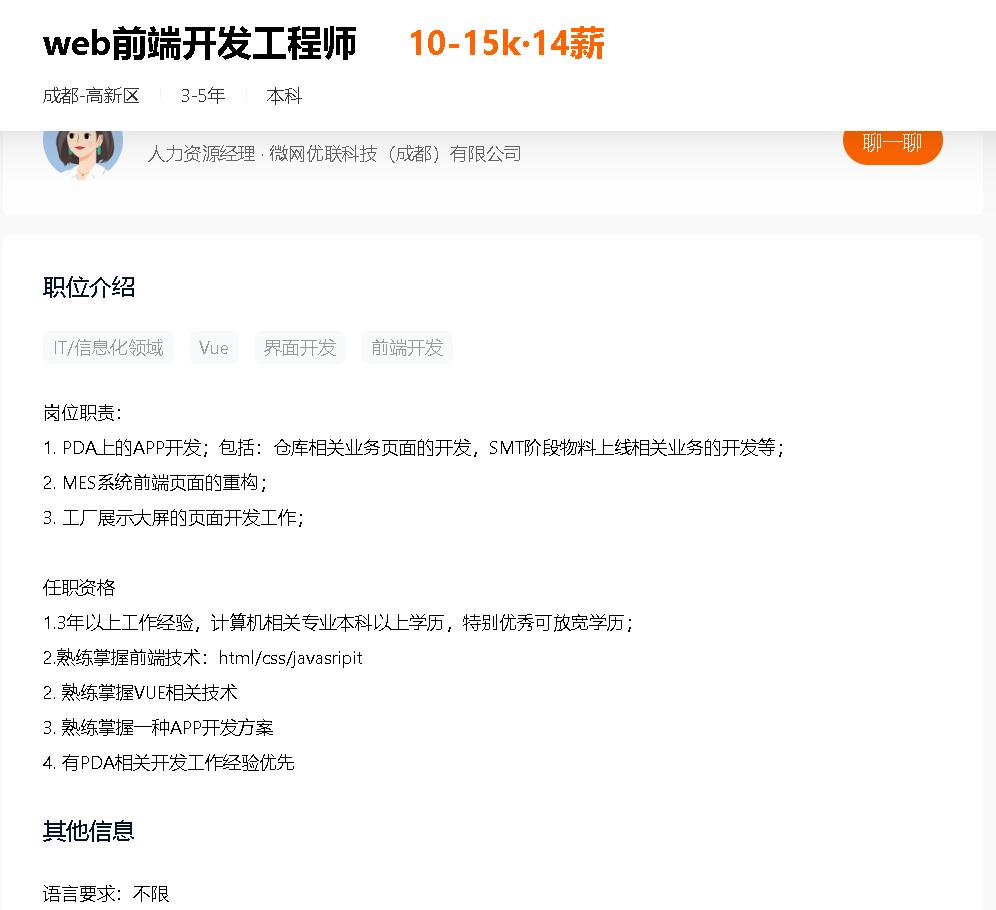 web前端开发工程师 10-15k·14薪
成都-高新区 3-5年 本科
人力资源经理 · 微网优联科技（成都）有限公司 聊一聊
职位介绍
IT/信息化领域 Vue 界面开发 前端开发
岗位职责：
1. PDA上的APP开发；包括：仓库相关业务页面的开发，SMT阶段物料上线相关业务的开发等；
2. MES系统前端页面的重构；
3. 工厂展示大屏的页面开发工作；
任职资格
1.3年以上工作经验，计算机相关专业本科以上学历，特别优秀可放宽学历；
2.熟练掌握前端技术：html/css/javasripit
2. 熟练掌握VUE相关技术
3. 熟练掌握一种APP开发方案
4. 有PDA相关开发工作经验优先
其他信息
语言要求：不限